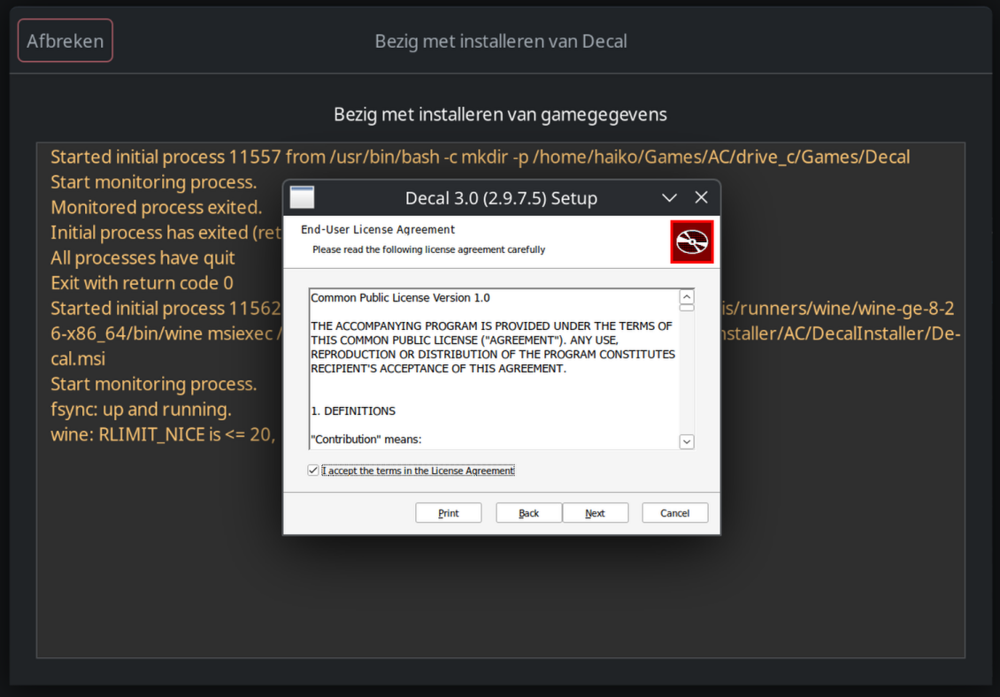 Afbreken
Bezig met installeren van Decal
Bezig met installeren van gamegegevens
Started initial process 11557 from /usr/bin/bash -c mkdir -p /home/haiko/Games/AC/drive_c/Games/Decal
Start monitoring process.
Monitored process exited.
Initial process has exited (ret
All processes have quit
Exit with return code 0
Started initial process 11562 is/runners/wine/wine-ge-8-2
6-x86_64/bin/wine msiexec / nstaller/AC/DecalInstaller/De-
cal.msi
Start monitoring process.
fsync: up and running.
wine: RLIMIT_NICE is <= 20,
Decal 3.0 (2.9.7.5) Setup
End-User License Agreement
Please read the following license agreement carefully
Common Public License Version 1.0
THE ACCOMPANYING PROGRAM IS PROVIDED UNDER THE TERMS OF
THIS COMMON PUBLIC LICENSE ("AGREEMENT"). ANY USE,
REPRODUCTION OR DISTRIBUTION OF THE PROGRAM CONSTITUTES
RECIPIENT'S ACCEPTANCE OF THIS AGREEMENT.
1. DEFINITIONS
"Contribution" means:
I accept the terms in the License Agreement
Print
Back
Next
Cancel